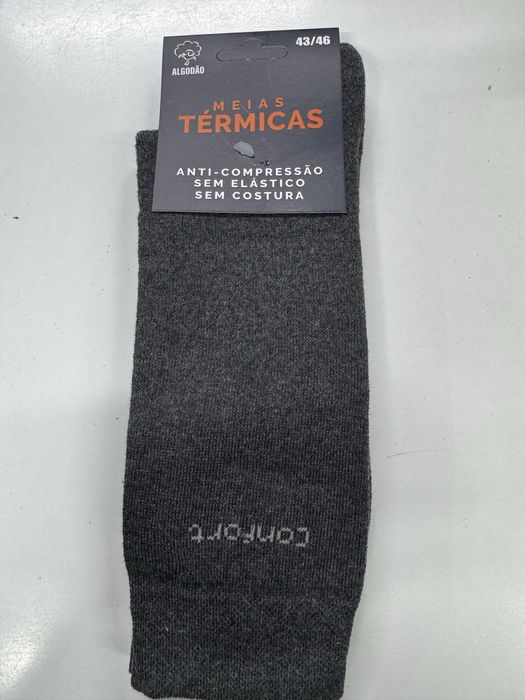 43/46
ALGODÃO
MEIAS
TÉRMICAS
ANTI-COMPRESSÃO
SEM ELÁSTICO
SEM COSTURA
Confort